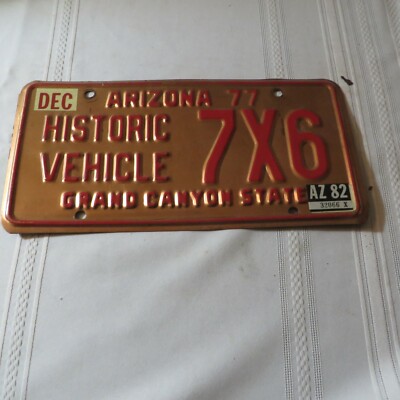 DEC ARIZONA 77
HISTORIC
VEHICLE
7X6
GRAND CANYON STATE
AZ 82